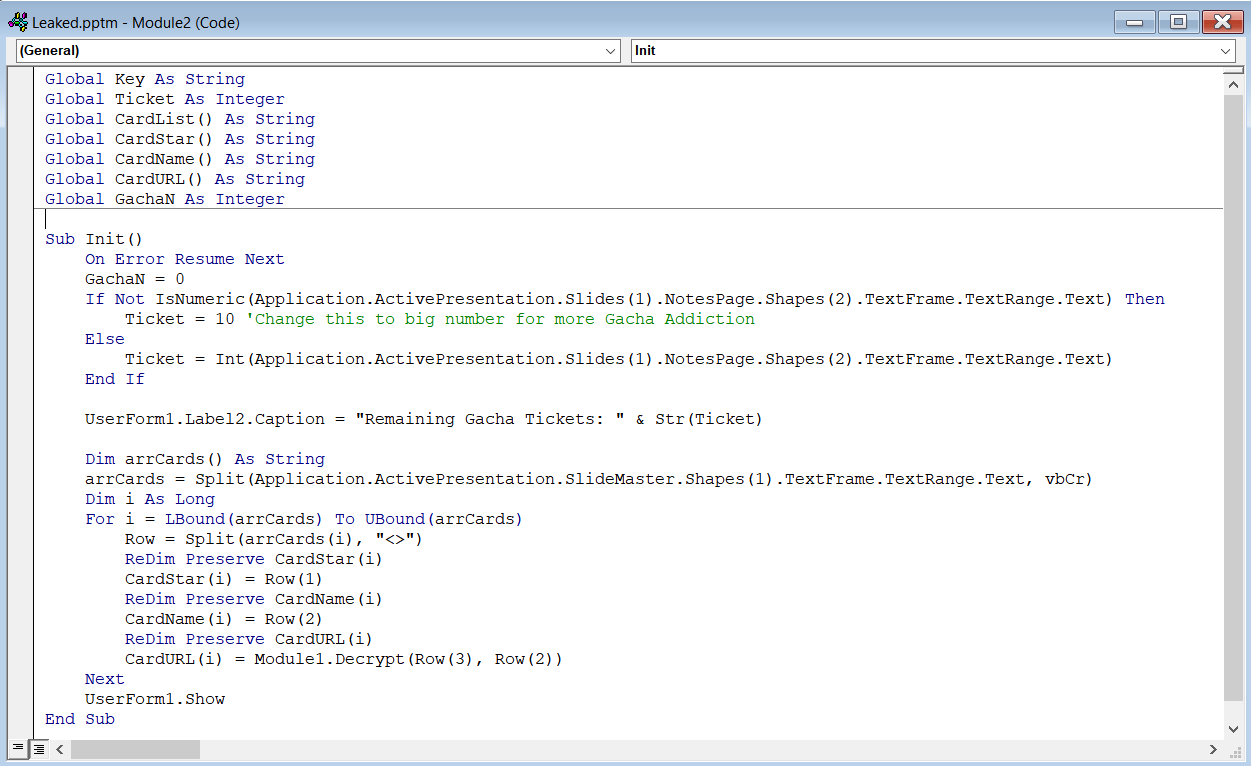 Leaked.pptm - Module2 (Code)
(General)
Init
Global Key As String
Global Ticket As Integer
Global CardList() As String
Global CardStar() As String
Global CardName() As String
Global CardURL() As String
Global GachaN As Integer
Sub Init()
    On Error Resume Next
    GachaN = 0
    If Not IsNumeric(Application.ActivePresentation.Slides(1).NotesPage.Shapes(2).TextFrame.TextRange.Text) Then
        Ticket = 10 'Change this to big number for more Gacha Addiction
    Else
        Ticket = Int(Application.ActivePresentation.Slides(1).NotesPage.Shapes(2).TextFrame.TextRange.Text)
    End If
    UserForm1.Label2.Caption = "Remaining Gacha Tickets: " & Str(Ticket)
    Dim arrCards() As String
    arrCards = Split(Application.ActivePresentation.SlideMaster.Shapes(1).TextFrame.TextRange.Text, vbCr)
    Dim i As Long
    For i = LBound(arrCards) To UBound(arrCards)
        Row = Split(arrCards(i), "<>")
        ReDim Preserve CardStar(i)
        CardStar(i) = Row(1)
        ReDim Preserve CardName(i)
        CardName(i) = Row(2)
        ReDim Preserve CardURL(i)
        CardURL(i) = Module1.Decrypt(Row(3), Row(2))
    Next
    UserForm1.Show
End Sub